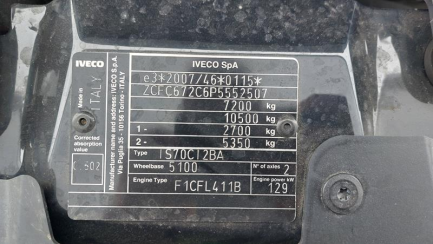 IVECO
Made in
ITALY
Corrected
absorption
value
Manufacturer name and address: IVECO S.p.A.
Via Puglia 35 - 10156 Torino - ITALY
IVECO SpA
e3*2007/46*0115*
ZCFC672C6P5552507
7200 kg
10500 kg
1- 2700 kg
2- 5350 kg
Type IS70CI2BA
Wheelbase 5100 N° of axles 2
Engine Type F1CFL411B Engine power kW 129